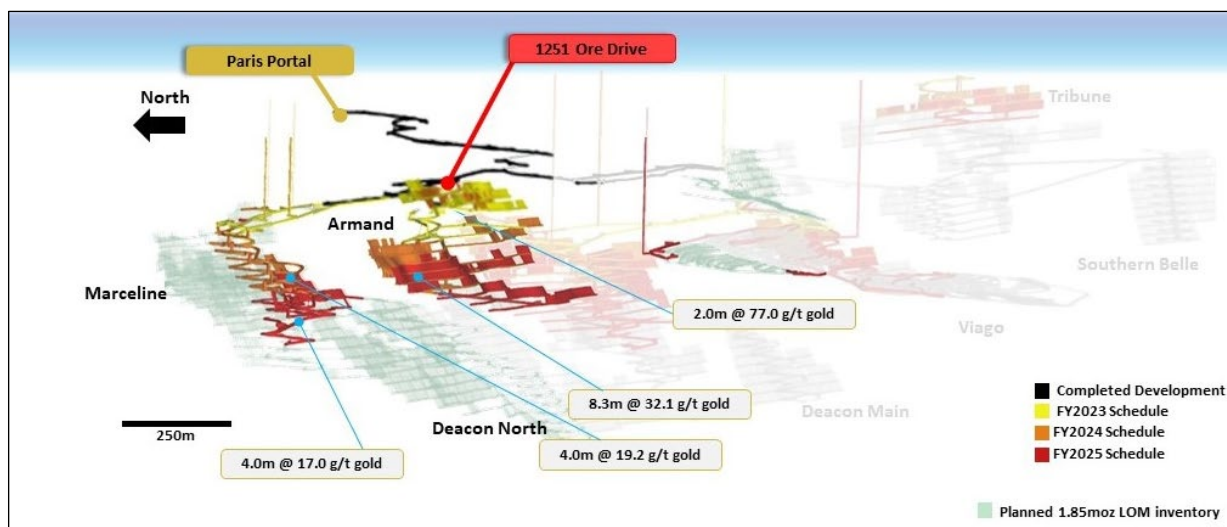 1251 Ore Drive
Paris Portal
North
Tribune
Armand
Marceline
Southern Belle
2.0m @ 77.0 g/t gold
Viago
8.3m @ 32.1 g/t gold
Deacon Main
Deacon North
250m
4.0m @ 17.0 g/t gold
4.0m @ 19.2 g/t gold
Completed Development
FY2023 Schedule
FY2024 Schedule
FY2025 Schedule
Planned 1.85moz LOM inventory